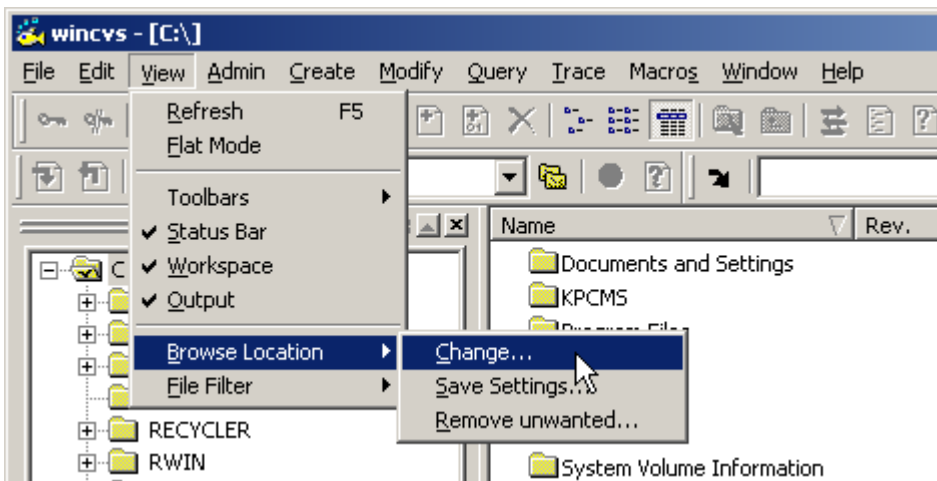 wincvs - [C:\]
File Edit View Admin Create Modify Query Trace Macros Window Help
Refresh F5
Flat Mode
Toolbars
Status Bar
Workspace
Output
Browse Location
File Filter
Change...
Save Settings...
Remove unwanted...
Name Rev.
C
Documents and Settings
KPCMS
Program Files
RECYCLER
RWIN
System Volume Information